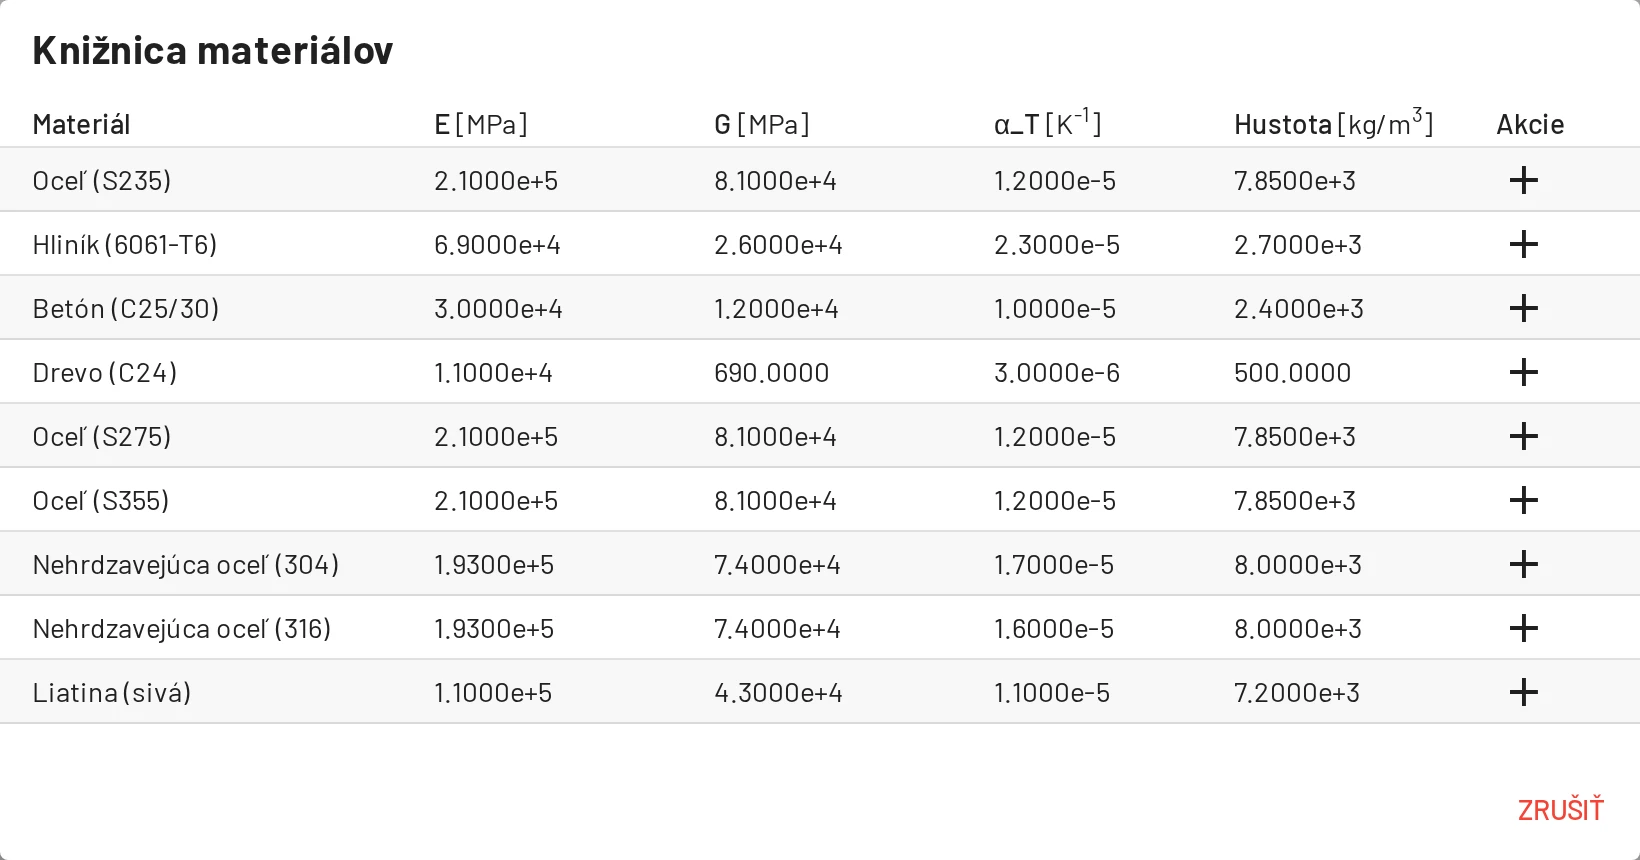 Knižnica materiálov
Materiál E [MPa] G [MPa] α_T [K⁻¹] Hustota [kg/m³] Akcie
Oceľ (S235) 2.1000e+5 8.1000e+4 1.2000e-5 7.8500e+3
Hliník (6061-T6) 6.9000e+4 2.6000e+4 2.3000e-5 2.7000e+3
Betón (C25/30) 3.0000e+4 1.2000e+4 1.0000e-5 2.4000e+3
Drevo (C24) 1.1000e+4 690.0000 3.0000e-6 500.0000
Oceľ (S275) 2.1000e+5 8.1000e+4 1.2000e-5 7.8500e+3
Oceľ (S355) 2.1000e+5 8.1000e+4 1.2000e-5 7.8500e+3
Nehrdzavejúca oceľ (304) 1.9300e+5 7.4000e+4 1.7000e-5 8.0000e+3
Nehrdzavejúca oceľ (316) 1.9300e+5 7.4000e+4 1.6000e-5 8.0000e+3
Liatina (sivá) 1.1000e+5 4.3000e+4 1.1000e-5 7.2000e+3
ZRUŠIŤ